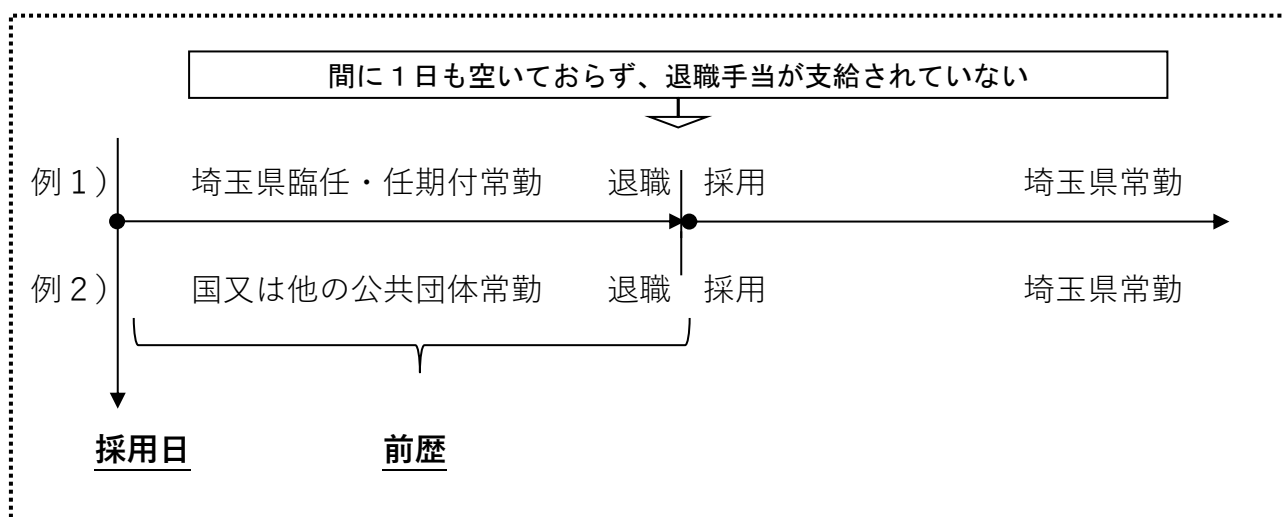 間に１日も空いておらず、退職手当が支給されていない
例１） 埼玉県臨任・任期付常勤 退職 採用 埼玉県常勤
例２） 国又は他の公共団体常勤 退職 採用 埼玉県常勤
採用日 前歴